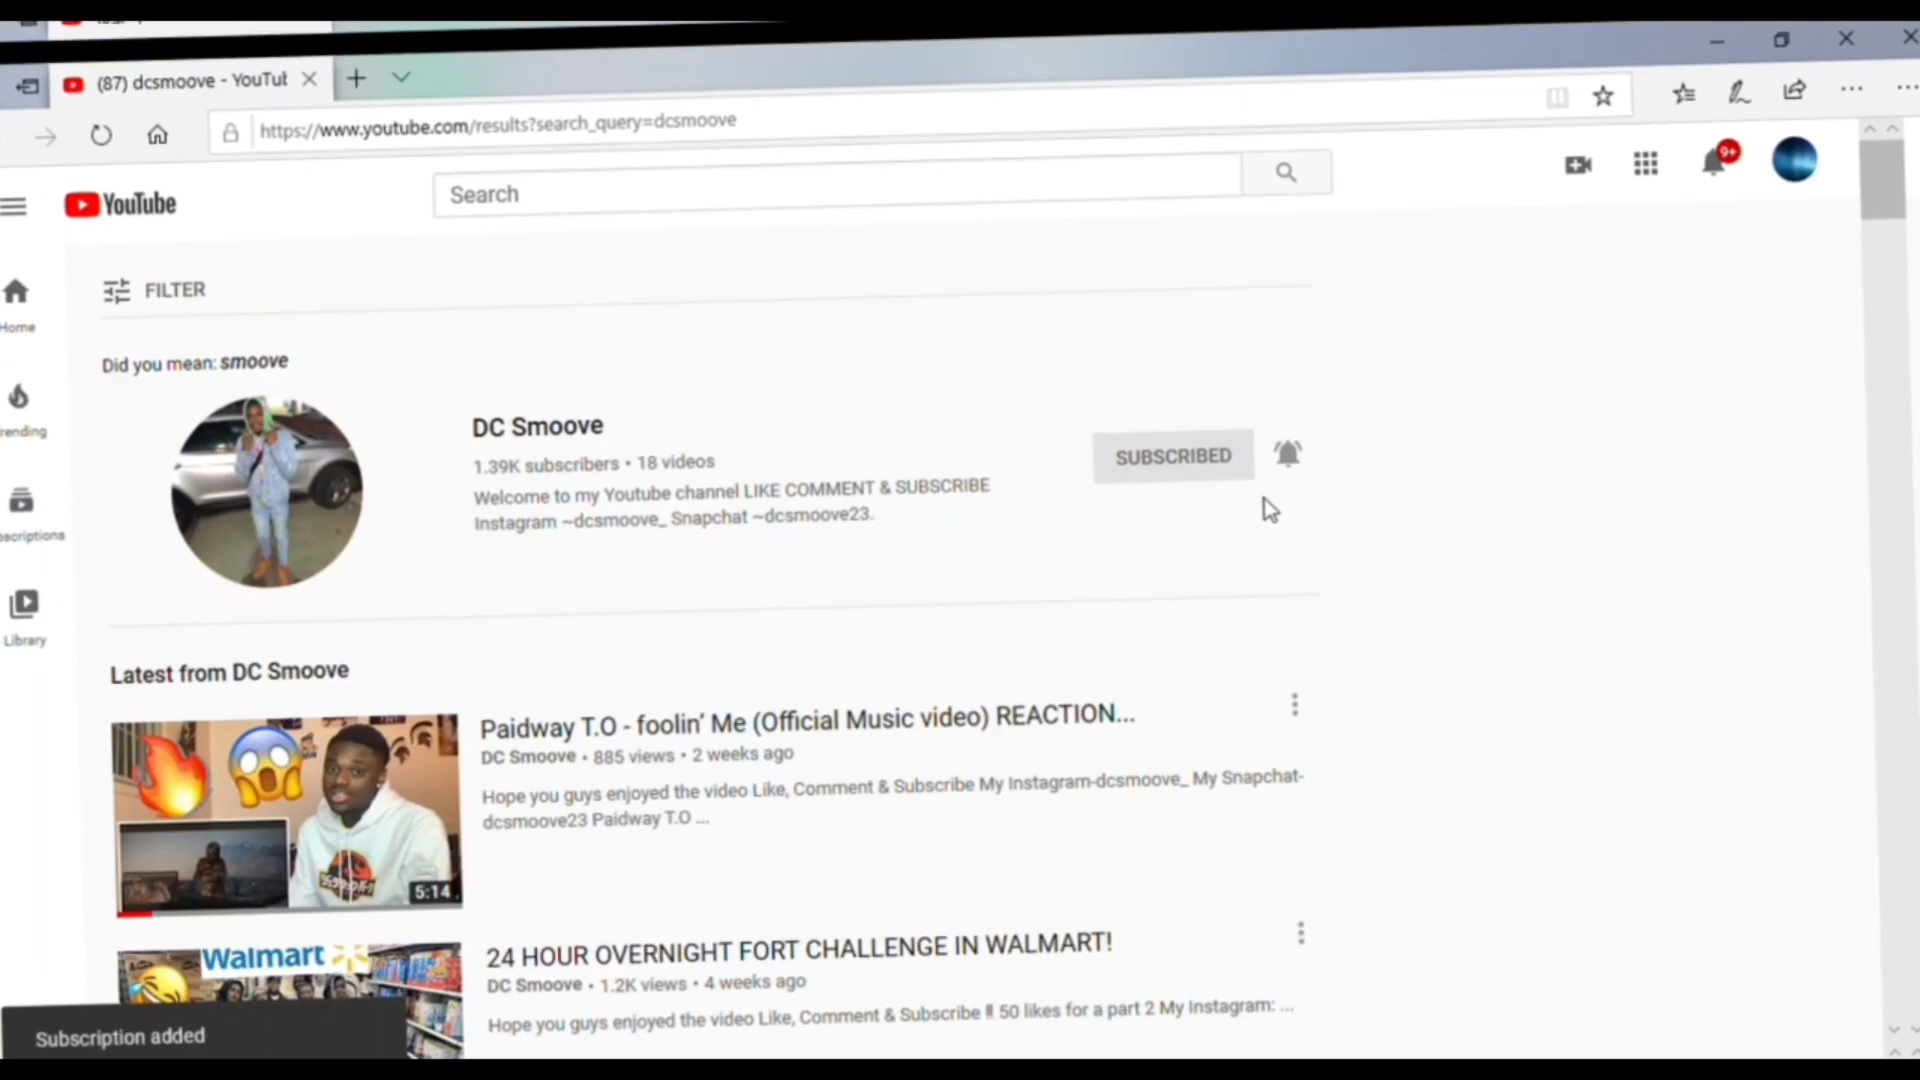 (87) dcsmoove - YouTul
https://www.youtube.com/results?search_query=dcsmoove
YouTube
Search
9+
FILTER
Home
rending
oscriptions
Library
Did you mean: smoove
DC Smoove
1.39K subscribers • 18 videos
Welcome to my Youtube channel LIKE COMMENT & SUBSCRIBE
Instagram ~dcsmoove_ Snapchat ~dcsmoove23.
SUBSCRIBED
Latest from DC Smoove
Paidway T.O - foolin’ Me (Official Music video) REACTION...
DC Smoove • 885 views • 2 weeks ago
Hope you guys enjoyed the video Like, Comment & Subscribe My Instagram-dcsmoove_ My Snapchat-
dcsmoove23 Paidway T.O ...
5:14
Walmart
24 HOUR OVERNIGHT FORT CHALLENGE IN WALMART!
DC Smoove • 1.2K views • 4 weeks ago
Hope you guys enjoyed the video Like, Comment & Subscribe !! 50 likes for a part 2 My Instagram: ...
Subscription added